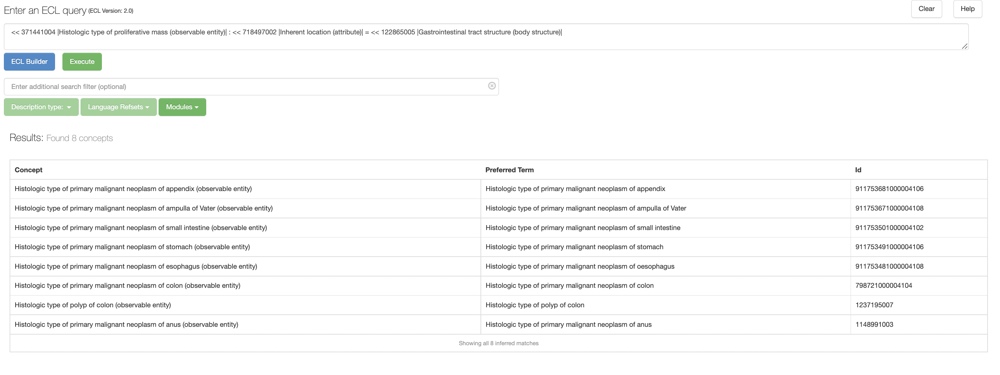 Enter an ECL query (ECL Version: 2.0)
Clear
Help
<< 371441004 |Histologic type of proliferative mass (observable entity)| : << 718497002 |Inherent location (attribute)| = << 122865005 |Gastrointestinal tract structure (body structure)|
ECL Builder
Execute
Enter additional search filter (optional)
Description type:
Language Refsets
Modules
Results: Found 8 concepts
Concept Preferred Term Id
Histologic type of primary malignant neoplasm of appendix (observable entity) Histologic type of primary malignant neoplasm of appendix 911753681000004106
Histologic type of primary malignant neoplasm of ampulla of Vater (observable entity) Histologic type of primary malignant neoplasm of ampulla of Vater 911753671000004108
Histologic type of primary malignant neoplasm of small intestine (observable entity) Histologic type of primary malignant neoplasm of small intestine 911753501000004102
Histologic type of primary malignant neoplasm of stomach (observable entity) Histologic type of primary malignant neoplasm of stomach 911753491000004106
Histologic type of primary malignant neoplasm of esophagus (observable entity) Histologic type of primary malignant neoplasm of oesophagus 911753481000004108
Histologic type of primary malignant neoplasm of colon (observable entity) Histologic type of primary malignant neoplasm of colon 798721000004104
Histologic type of polyp of colon (observable entity) Histologic type of polyp of colon 1237195007
Histologic type of primary malignant neoplasm of anus (observable entity) Histologic type of primary malignant neoplasm of anus 1148991003
Showing all 8 inferred matches